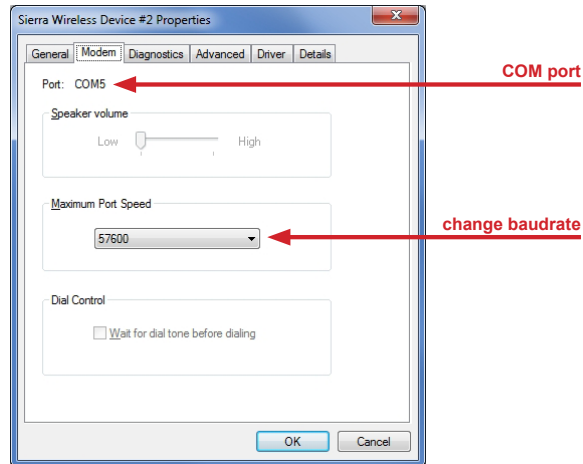 Sierra Wireless Device #2 Properties
General Modem Diagnostics Advanced Driver Details
Port: COM5
COM port
Speaker volume
Low High
Maximum Port Speed
57600
change baudrate
Dial Control
Wait for dial tone before dialing
OK Cancel